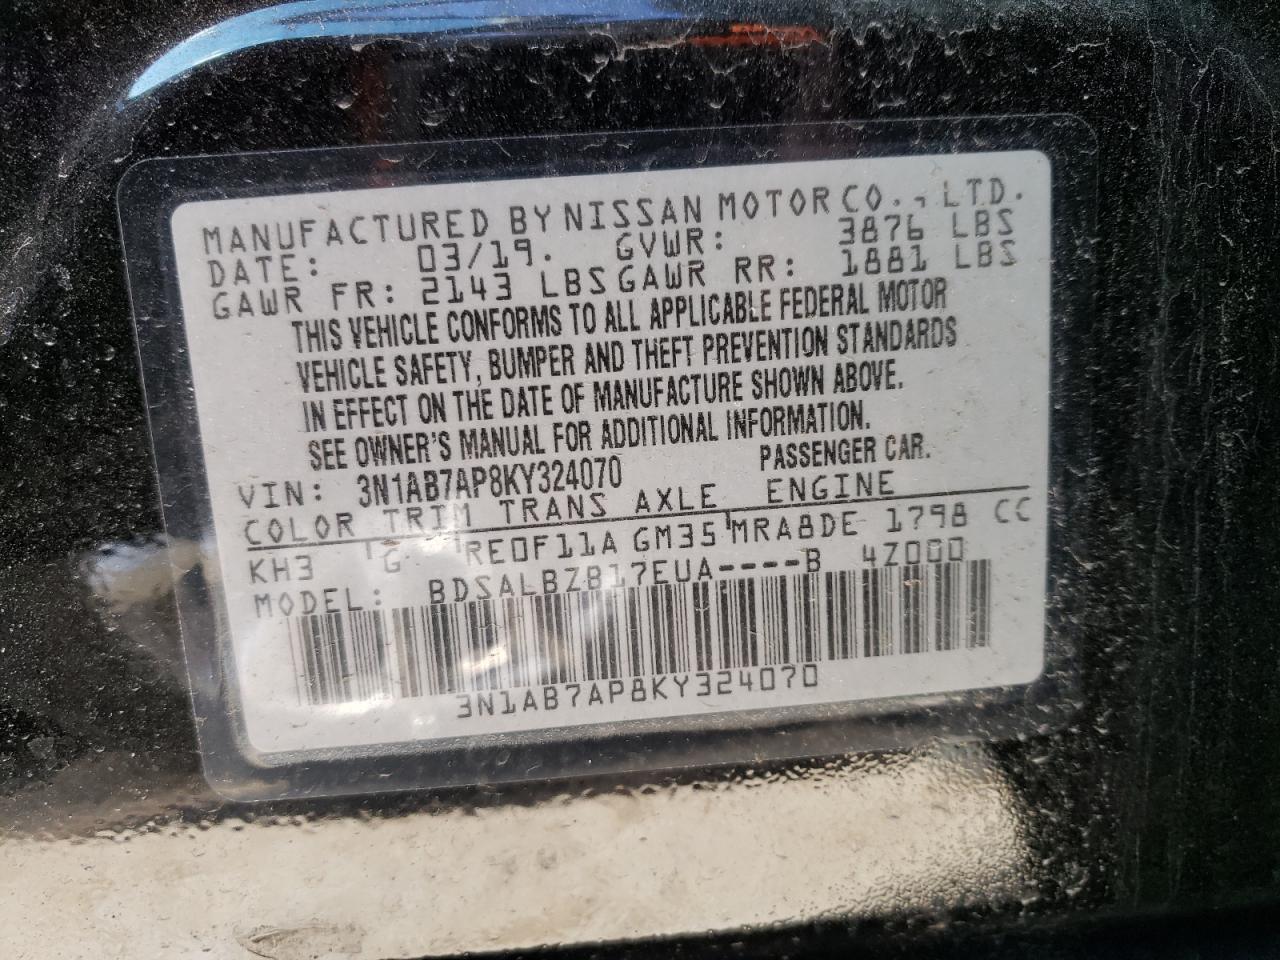 MANUFACTURED BY NISSAN MOTOR CO., LTD.
DATE: 03/19. GVWR: 3876 LBS
GAWR FR: 2143 LBS GAWR RR: 1881 LBS
THIS VEHICLE CONFORMS TO ALL APPLICABLE FEDERAL MOTOR
VEHICLE SAFETY, BUMPER AND THEFT PREVENTION STANDARDS
IN EFFECT ON THE DATE OF MANUFACTURE SHOWN ABOVE.
SEE OWNER'S MANUAL FOR ADDITIONAL INFORMATION.
VIN: 3N1AB7AP8KY324070 PASSENGER CAR.
COLOR TRIM TRANS AXLE ENGINE
KH3 G RE0F11A GM35 MRA8DE 1798 CC
MODEL: BDSALBZB17EUA----B 4Z000
3N1AB7AP8KY324070